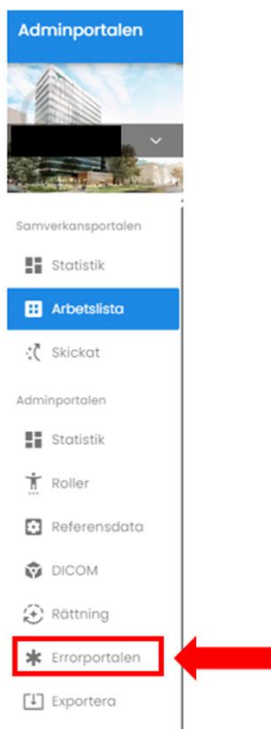 Adminportalen
Samverkansportalen
Statistik
Arbetslista
Skickat
Adminportalen
Statistik
Roller
Referensdata
DICOM
Rättning
Errorportalen
Exportera